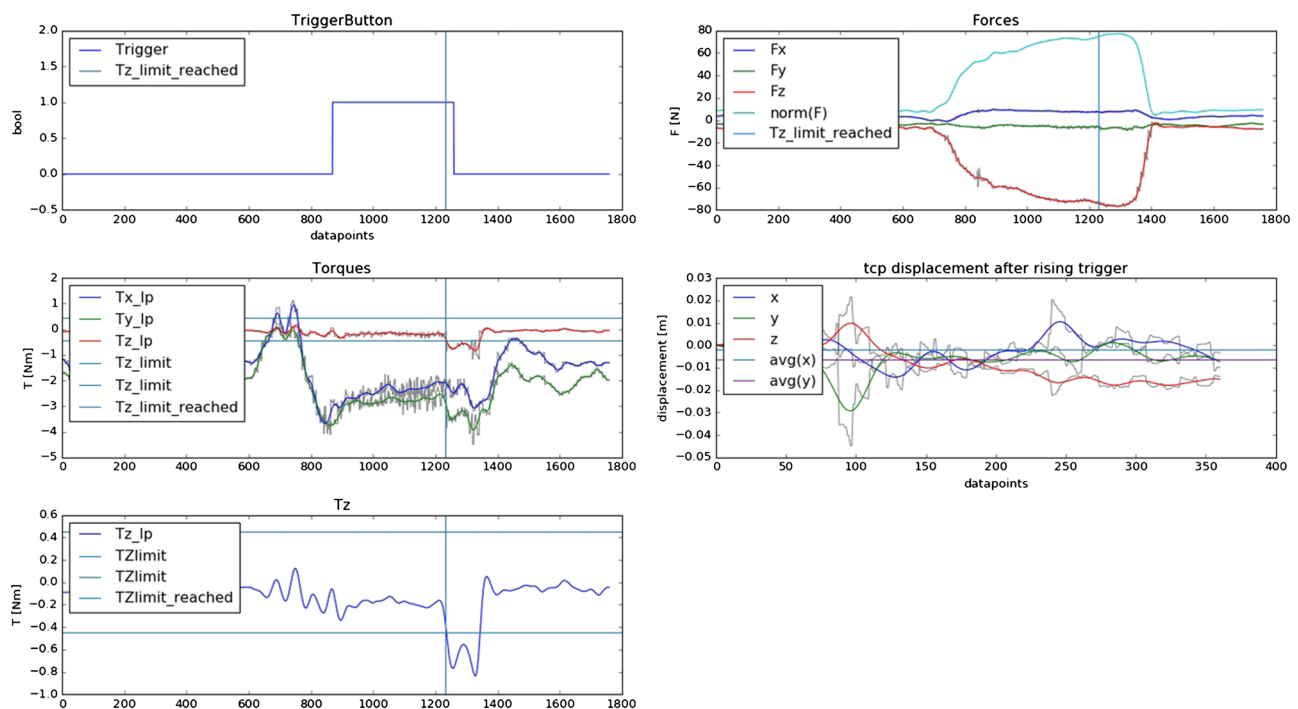 TriggerButton
2.0
1.5
1.0
0.5
0.0
−0.5
bool
Trigger
Tz_limit_reached
0 200 400 600 800 1000 1200 1400 1600 1800
datapoints
Forces
80
60
40
20
0
−20
−40
−60
−80
F [N]
Fx
Fy
Fz
norm(F)
Tz_limit_reached
0 200 400 600 800 1000 1200 1400 1600 1800
Torques
2
1
0
−1
−2
−3
−4
−5
T [Nm]
Tx_lp
Ty_lp
Tz_lp
Tz_limit
Tz_limit
Tz_limit_reached
0 200 400 600 800 1000 1200 1400 1600 1800
tcp displacement after rising trigger
0.03
0.02
0.01
0.00
−0.01
−0.02
−0.03
−0.04
−0.05
displacement [m]
x
y
z
avg(x)
avg(y)
0 50 100 150 200 250 300 350 400
datapoints
Tz
0.6
0.4
0.2
0.0
−0.2
−0.4
−0.6
−0.8
−1.0
T [Nm]
Tz_lp
TZlimit
TZlimit
TZlimit_reached
0 200 400 600 800 1000 1200 1400 1600 1800